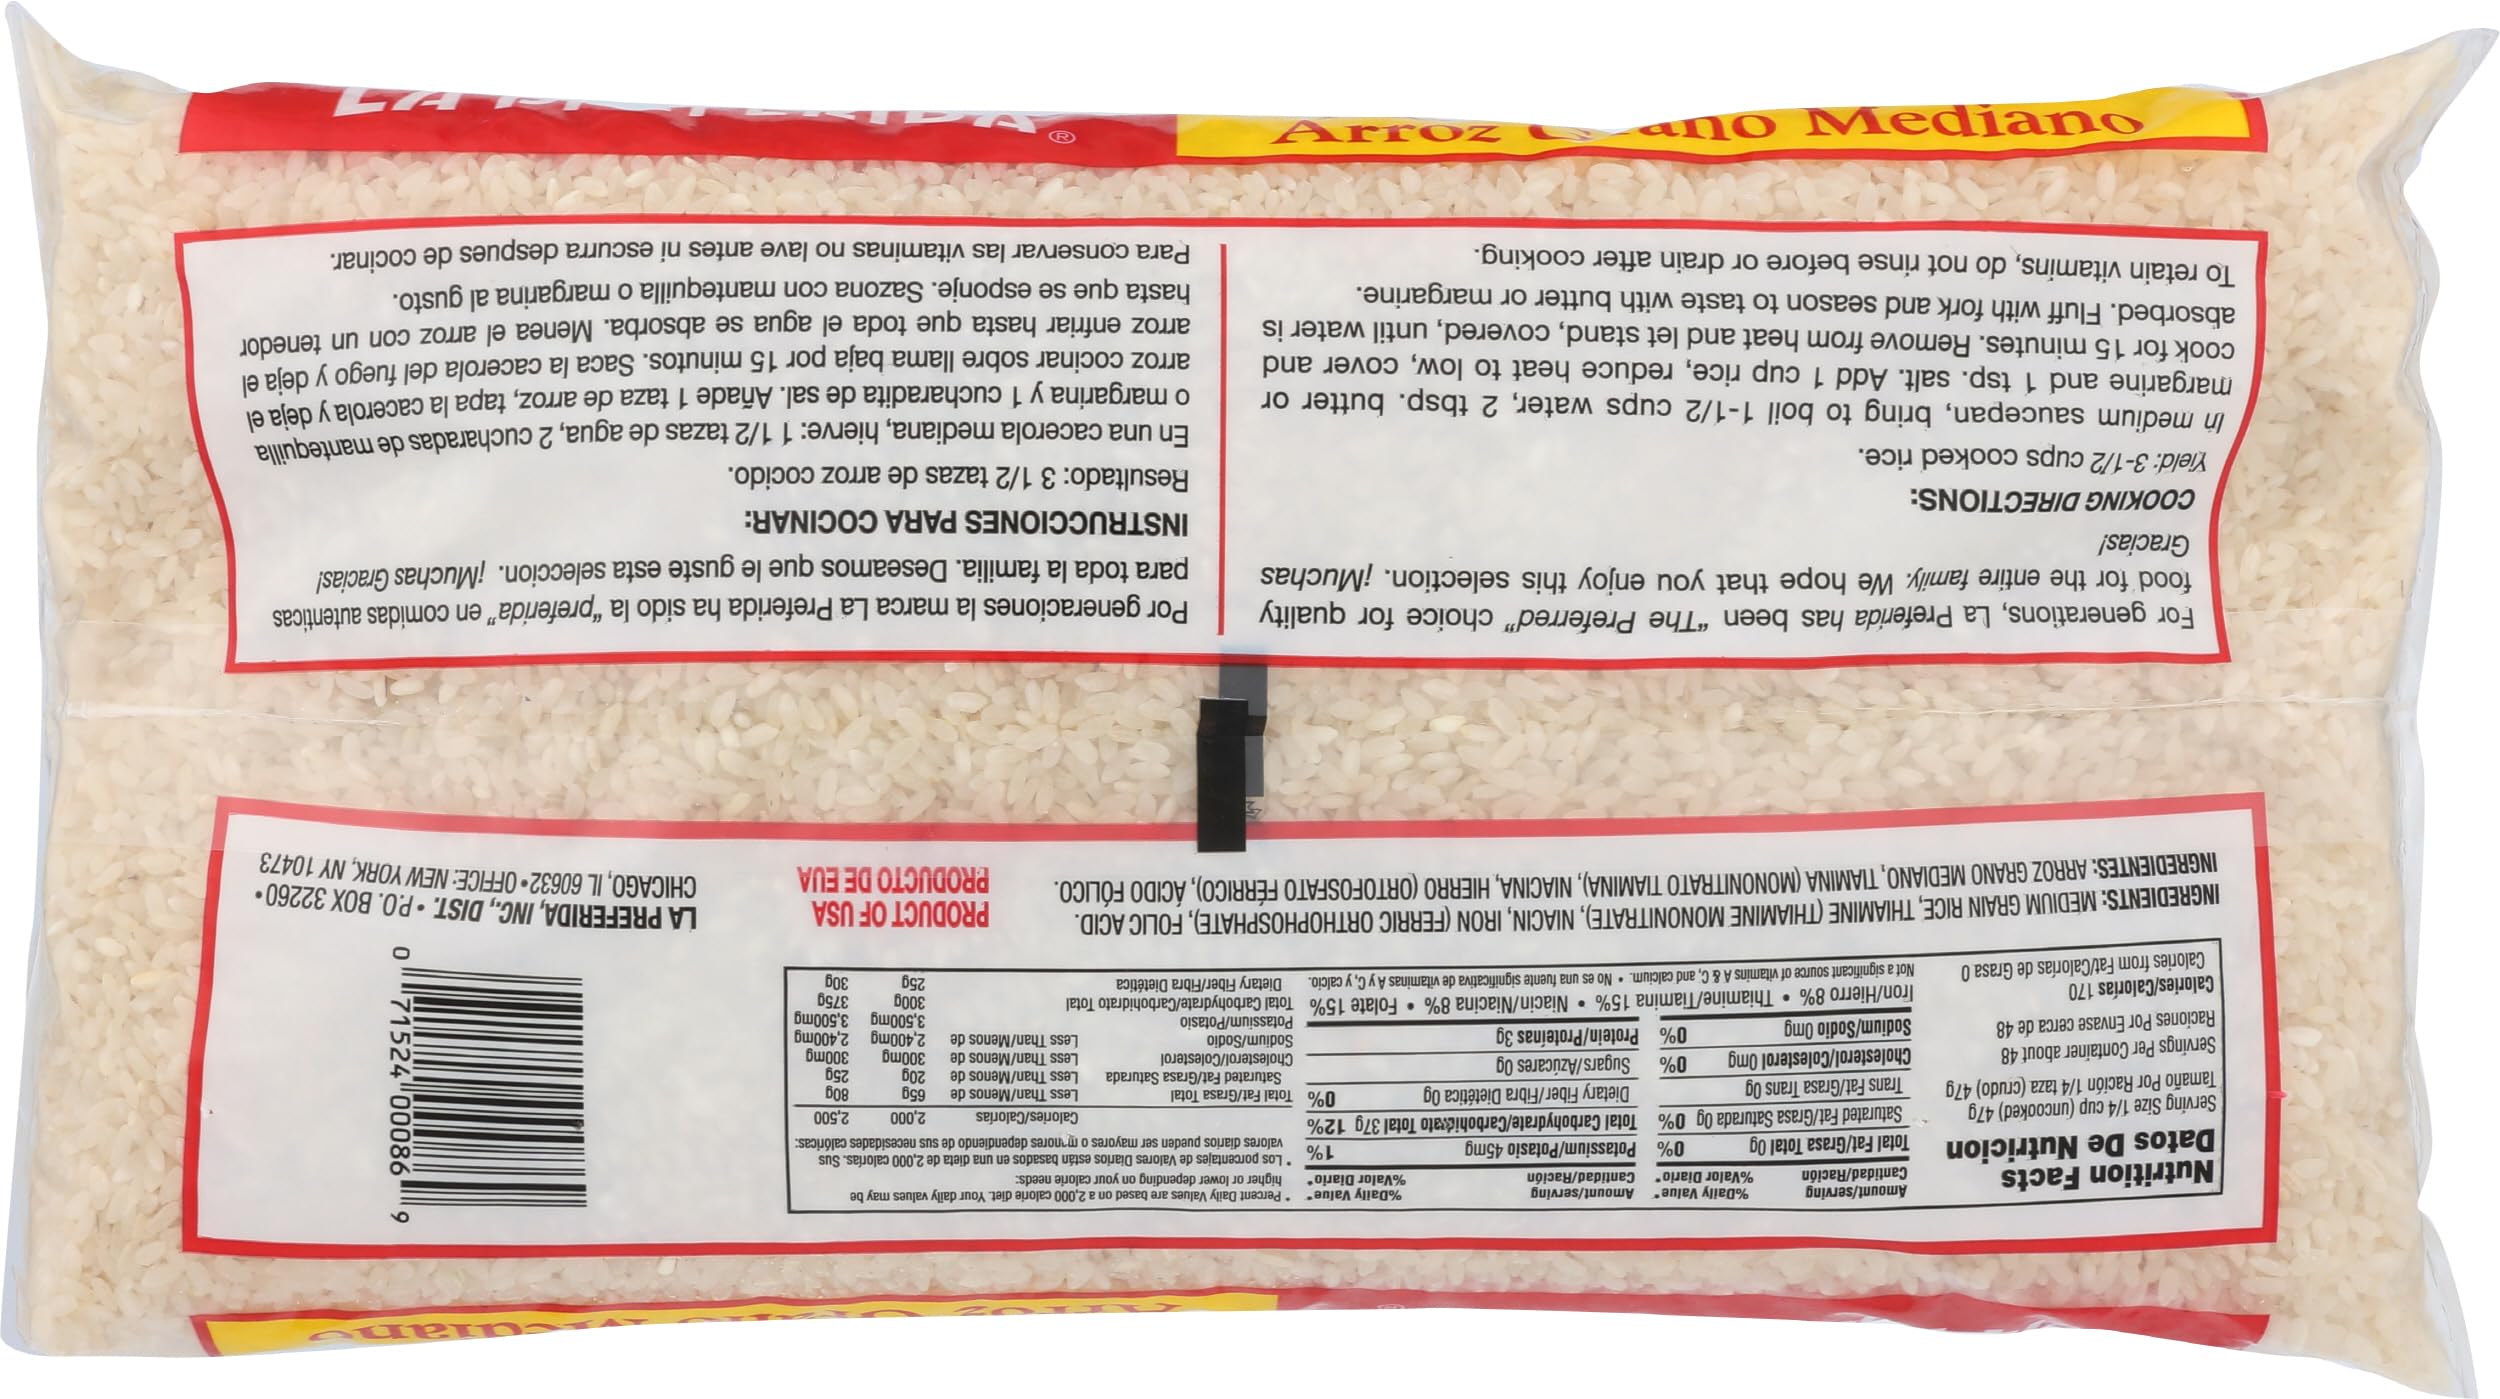 Arroz Grano Mediano
Nutrition Facts
Datos De Nutricion
Serving Size 1/4 cup (uncooked) 47g
Tamaño Por Ración 1/4 taza (crudo) 47g
Servings Per Container about 48
Raciones Por Envase cerca de 48
Calories/Calorías 170
Calories from Fat/Calorías de Grasa 0
Amount/serving %Daily Value*
Cantidad/Ración %Valor Diario*
Total Fat/Grasa Total 0g 0%
Saturated Fat/Grasa Saturada 0g 0%
Trans Fat/Grasa Trans 0g
Cholesterol/Colesterol 0mg 0%
Sodium/Sodio 0mg 0%
Amount/serving %Daily Value*
Cantidad/Ración %Valor Diario*
Potassium/Potasio 45mg 1%
Total Carbohydrate/Carbohidrato Total 37g 12%
Dietary Fiber/Fibra Dietética 0g 0%
Sugars/Azúcares 0g
Protein/Proteínas 3g
Iron/Hierro 8% • Thiamine/Tiamina 15% • Niacin/Niacina 8% • Folate 15%
Not a significant source of vitamins A & C, and calcium. • No es una fuente significativa de vitaminas A y C, y calcio.
* Percent Daily Values are based on a 2,000 calorie diet. Your daily values may be
higher or lower depending on your calorie needs:
* Los porcentajes de Valores Diarios están basados en una dieta de 2,000 calorías. Sus
valores diarios pueden ser mayores o menores dependiendo de sus necesidades calóricas:
Calories/Calorías 2,000 2,500
Total Fat/Grasa Total Less Than/Menos de 65g 80g
Saturated Fat/Grasa Saturada Less Than/Menos de 20g 25g
Cholesterol/Colesterol Less Than/Menos de 300mg 300mg
Sodium/Sodio Less Than/Menos de 2,400mg 2,400mg
Potassium/Potasio 3,500mg 3,500mg
Total Carbohydrate/Carbohidrato Total 300g 375g
Dietary Fiber/Fibra Dietética 25g 30g
0 71524 00086 9
INGREDIENTS: MEDIUM GRAIN RICE, THIAMINE (THIAMINE MONONITRATE), NIACIN, IRON (FERRIC ORTHOPHOSPHATE), FOLIC ACID.
INGREDIENTES: ARROZ GRANO MEDIANO, TIAMINA (MONONITRATO TIAMINA), NIACINA, HIERRO (ORTOFOSFATO FÉRRICO), ÁCIDO FÓLICO.
PRODUCT OF USA
PRODUCTO DE EUA
LA PREFERIDA, INC., DIST. • P.O. BOX 32260 •
CHICAGO, IL 60632 • OFFICE: NEW YORK, NY 10473
For generations, La Preferida has been “The Preferred” choice for quality
food for the entire family. We hope that you enjoy this selection. ¡Muchas
Gracias!
COOKING DIRECTIONS:
Yield: 3-1/2 cups cooked rice.
In medium saucepan, bring to boil 1-1/2 cups water, 2 tbsp. butter or
margarine and 1 tsp. salt. Add 1 cup rice, reduce heat to low, cover and
cook for 15 minutes. Remove from heat and let stand, covered, until water is
absorbed. Fluff with fork and season to taste with butter or margarine.
To retain vitamins, do not rinse before or drain after cooking.
Por generaciones la marca La Preferida ha sido la “preferida” en comidas autenticas
para toda la familia. Deseamos que le guste esta seleccion. ¡Muchas Gracias!
INSTRUCCIONES PARA COCINAR:
Resultado: 3 1/2 tazas de arroz cocido.
En una cacerola mediana, hierve: 1 1/2 tazas de agua, 2 cucharadas de mantequilla
o margarina y 1 cucharadita de sal. Añade 1 taza de arroz, tapa la cacerola y deja el
arroz cocinar sobre llama baja por 15 minutos. Saca la cacerola del fuego y deja el
arroz enfriar hasta que toda el agua se absorba. Menea el arroz con un tenedor
hasta que se esponje. Sazona con mantequilla o margarina al gusto.
Para conservar las vitaminas no lave antes ni escurra despues de cocinar.
Arroz Grano Mediano
LA PREFERIDA®